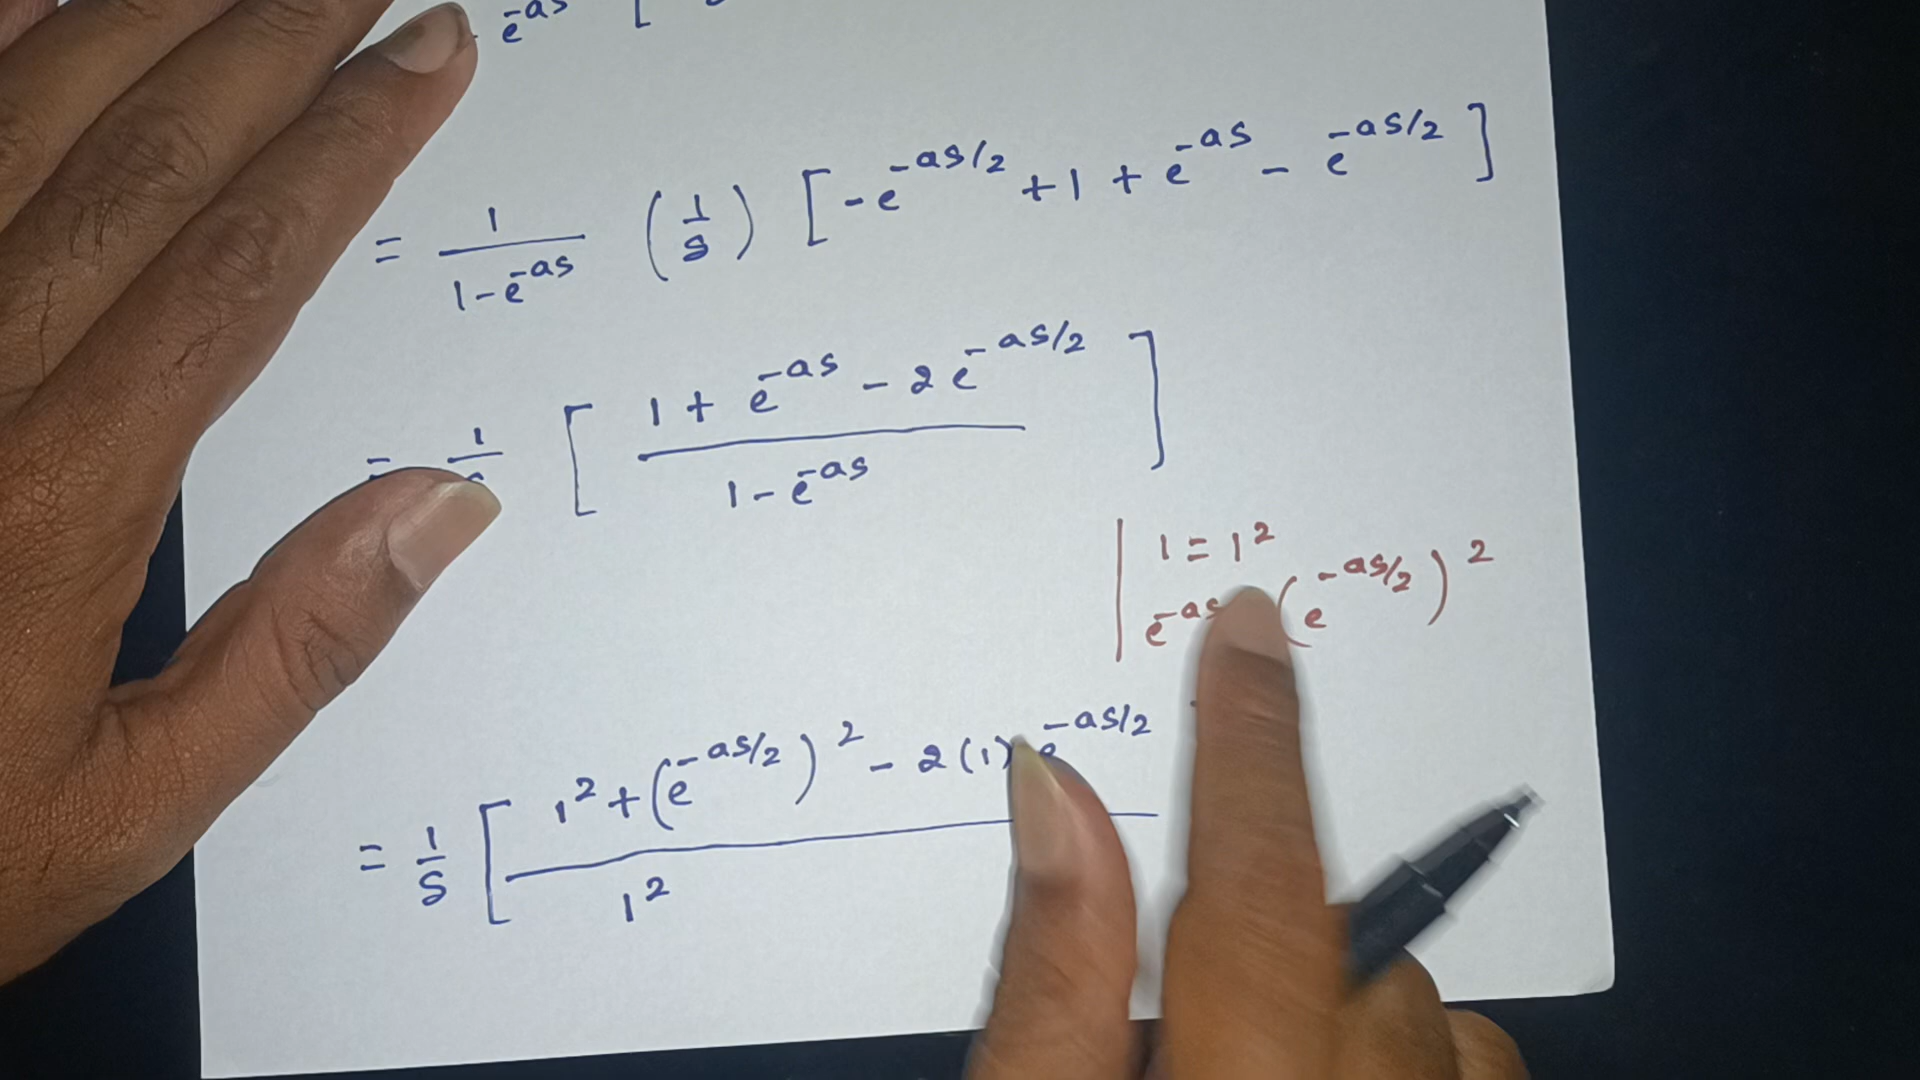 e^-as [
= 1/(1-e^-as) (1/s) [-e^-as/2 +1 + e^-as - e^-as/2]
= 1/s [(1 + e^-as - 2e^-as/2)/(1-e^-as)]
1 = 1^2
e^-as (e^-as/2)^2
= 1/s [(1^2 + (e^-as/2)^2 - 2(1) e^-as/2)/(1^2